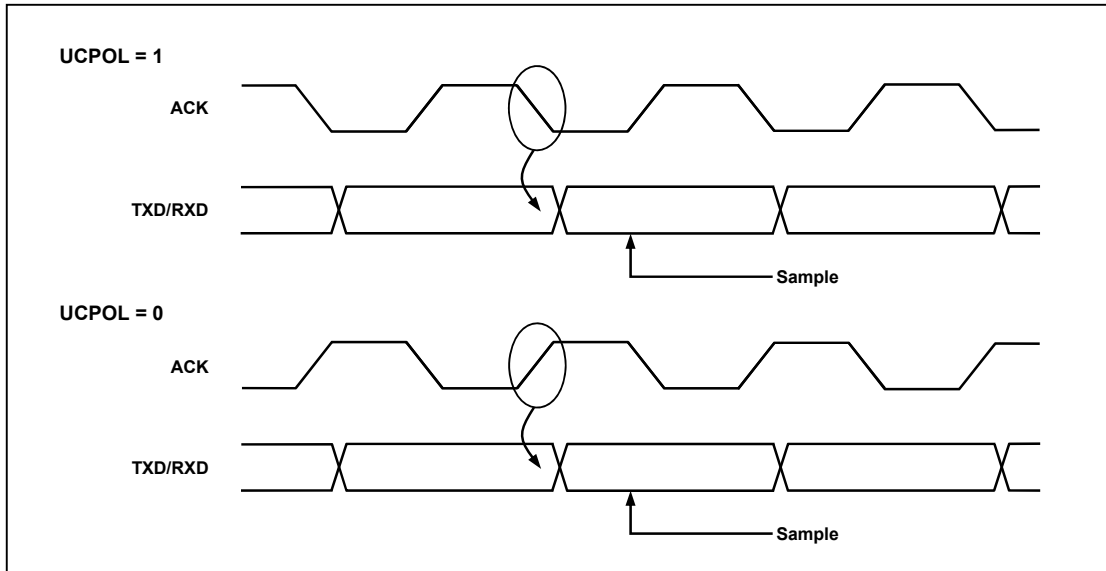 UCPOL = 1
ACK
TXD/RXD
Sample
UCPOL = 0
ACK
TXD/RXD
Sample